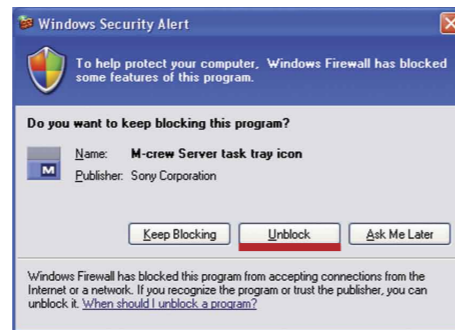 Windows Security Alert
To help protect your computer, Windows Firewall has blocked
some features of this program.
Do you want to keep blocking this program?
Name: M-crew Server task tray icon
M
Publisher: Sony Corporation
Keep Blocking Unblock Ask Me Later
Windows Firewall has blocked this program from accepting connections from the
Internet or a network. If you recognize the program or trust the publisher, you can
unblock it. When should I unblock a program?